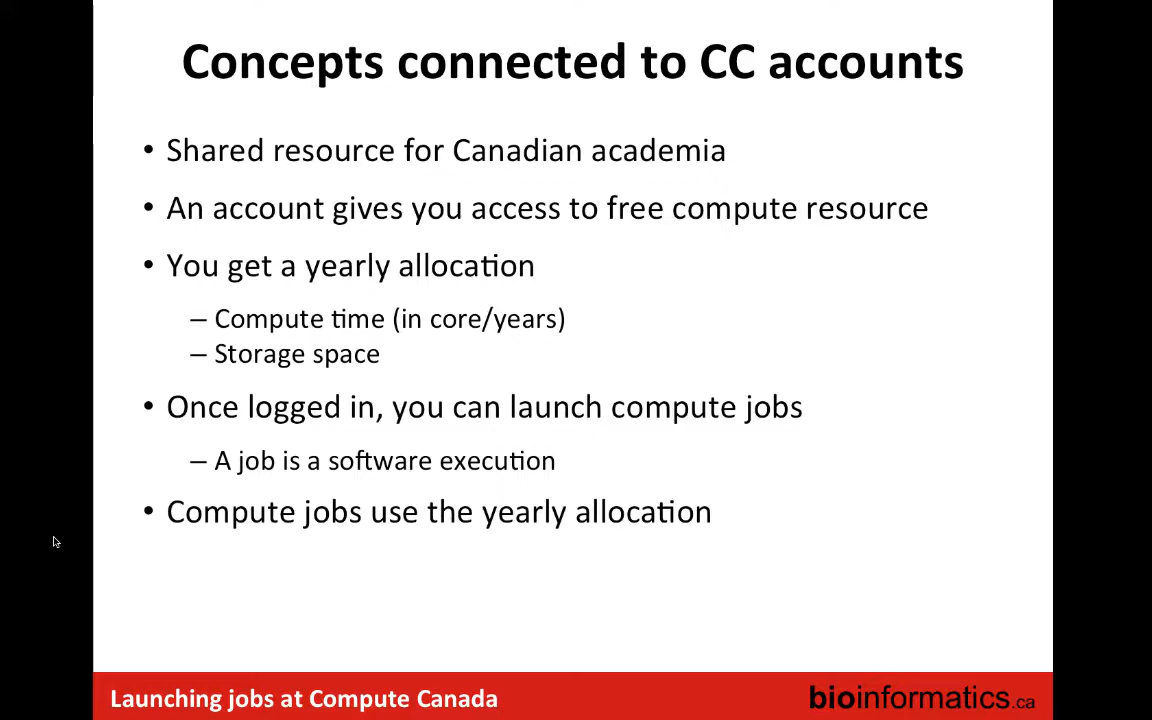 Concepts connected to CC accounts
• Shared resource for Canadian academia
• An account gives you access to free compute resource
• You get a yearly allocation
– Compute time (in core/years)
– Storage space
• Once logged in, you can launch compute jobs
– A job is a software execution
• Compute jobs use the yearly allocation
Launching jobs at Compute Canada
bioinformatics.ca